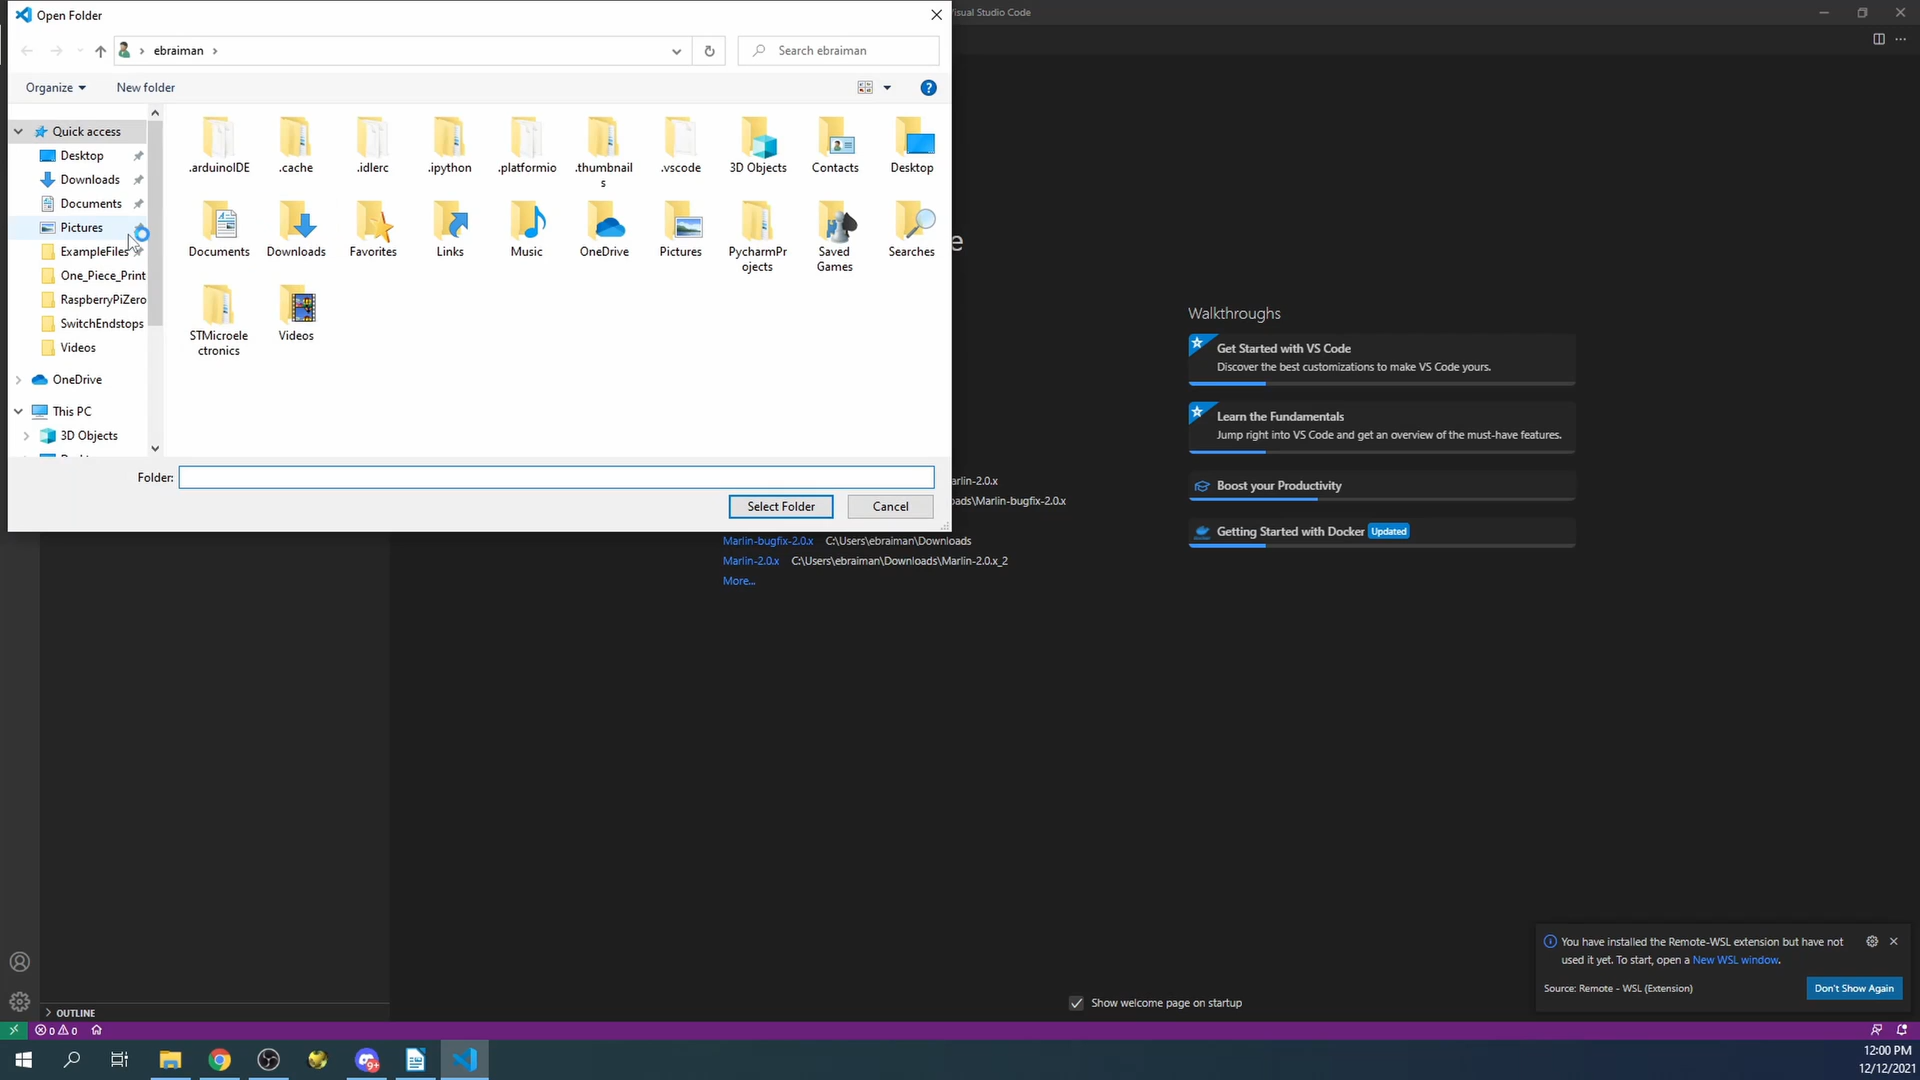 Open Folder
isual Studio Code
ebraiman
Search ebraiman
Organize
New folder
Quick access
Desktop
Downloads
Documents
Pictures
ExampleFiles
One_Piece_Print
RaspberryPiZero
SwitchEndstops
Videos
OneDrive
This PC
3D Objects
.arduinoIDE
.cache
.idlerc
.ipython
.platformio
.thumbnail
s
.vscode
3D Objects
Contacts
Desktop
Documents
Downloads
Favorites
Links
Music
OneDrive
Pictures
PycharmPr
ojects
Saved
Games
Searches
STMicroele
ctronics
Videos
Folder:
Select Folder
Cancel
e
arlin-2.0.x
oads\Marlin-bugfix-2.0.x
Marlin-bugfix-2.0.x C:\Users\ebraiman\Downloads
Marlin-2.0.x C:\Users\ebraiman\Downloads\Marlin-2.0.x_2
More...
Walkthroughs
Get Started with VS Code
Discover the best customizations to make VS Code yours.
Learn the Fundamentals
Jump right into VS Code and get an overview of the must-have features.
Boost your Productivity
Getting Started with Docker Updated
You have installed the Remote-WSL extension but have not
used it yet. To start, open a New WSL window.
Source: Remote - WSL (Extension)
Don't Show Again
Show welcome page on startup
OUTLINE
0 0
9+
12:00 PM
12/12/2021